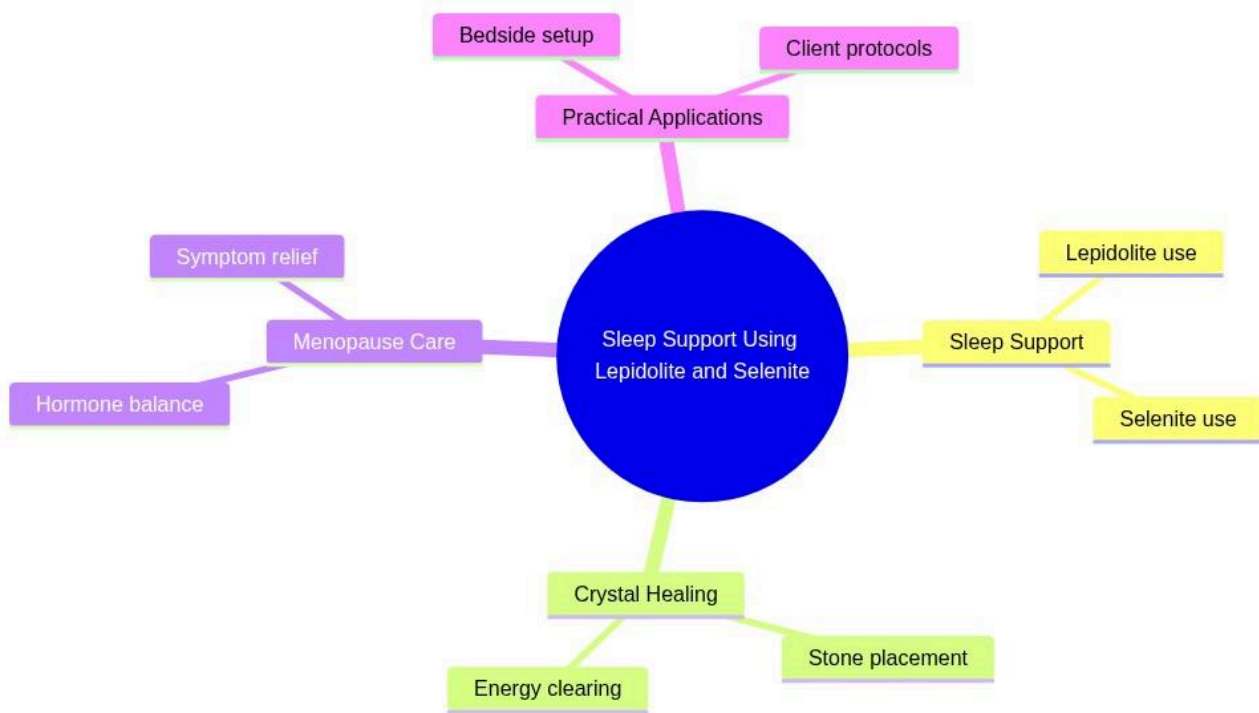 Bedside setup
Client protocols
Practical Applications
Symptom relief
Menopause Care
Hormone balance
Sleep Support Using
Lepidolite and Selenite
Lepidolite use
Sleep Support
Selenite use
Crystal Healing
Stone placement
Energy clearing